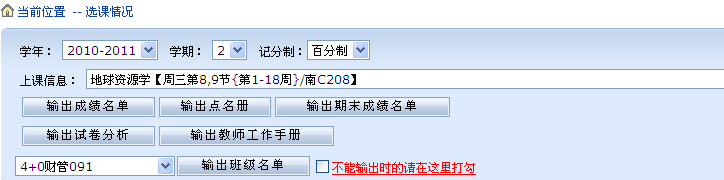 当前位置 -- 选课情况
学年： 2010-2011 学期： 2 记分制： 百分制
上课信息： 地球资源学【周三第8,9节{第1-18周}/南C208】
输出成绩名单 输出点名册 输出期末成绩名单
输出试卷分析 输出教师工作手册
4+0财管091 输出班级名单 不能输出时的请在这里打勾